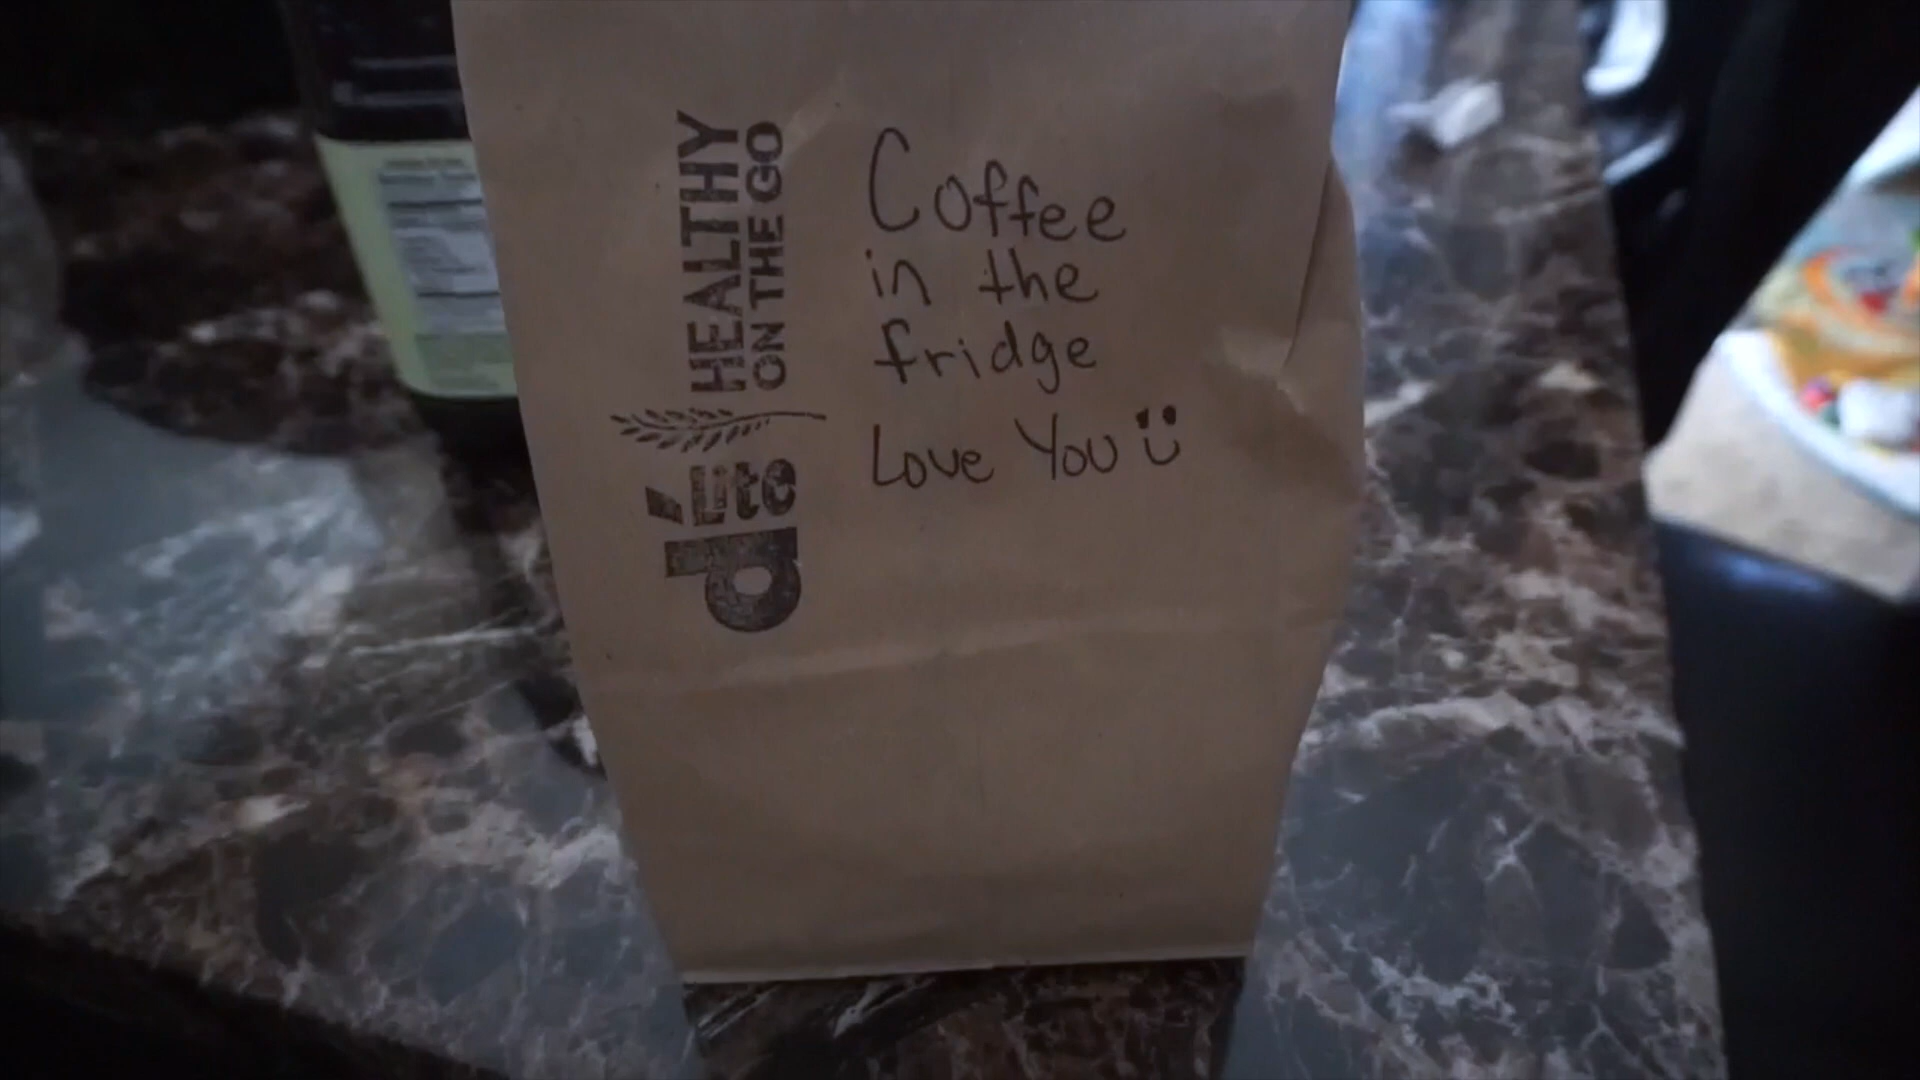 d'Lite
HEALTHY
ON THE GO
Coffee
in the
fridge
Love You